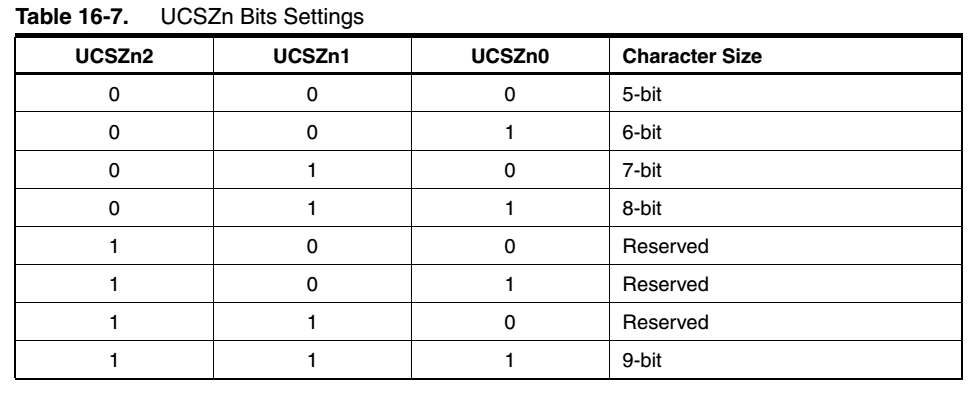 Table 16-7. UCSZn Bits Settings
UCSZn2 UCSZn1 UCSZn0 Character Size
0 0 0 5-bit
0 0 1 6-bit
0 1 0 7-bit
0 1 1 8-bit
1 0 0 Reserved
1 0 1 Reserved
1 1 0 Reserved
1 1 1 9-bit